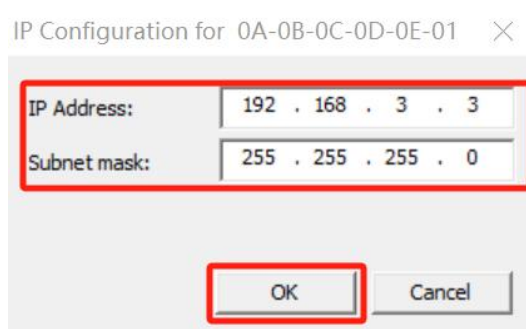 IP Configuration for 0A-0B-0C-0D-0E-01
IP Address: 192 . 168 . 3 . 3
Subnet mask: 255 . 255 . 255 . 0
OK Cancel